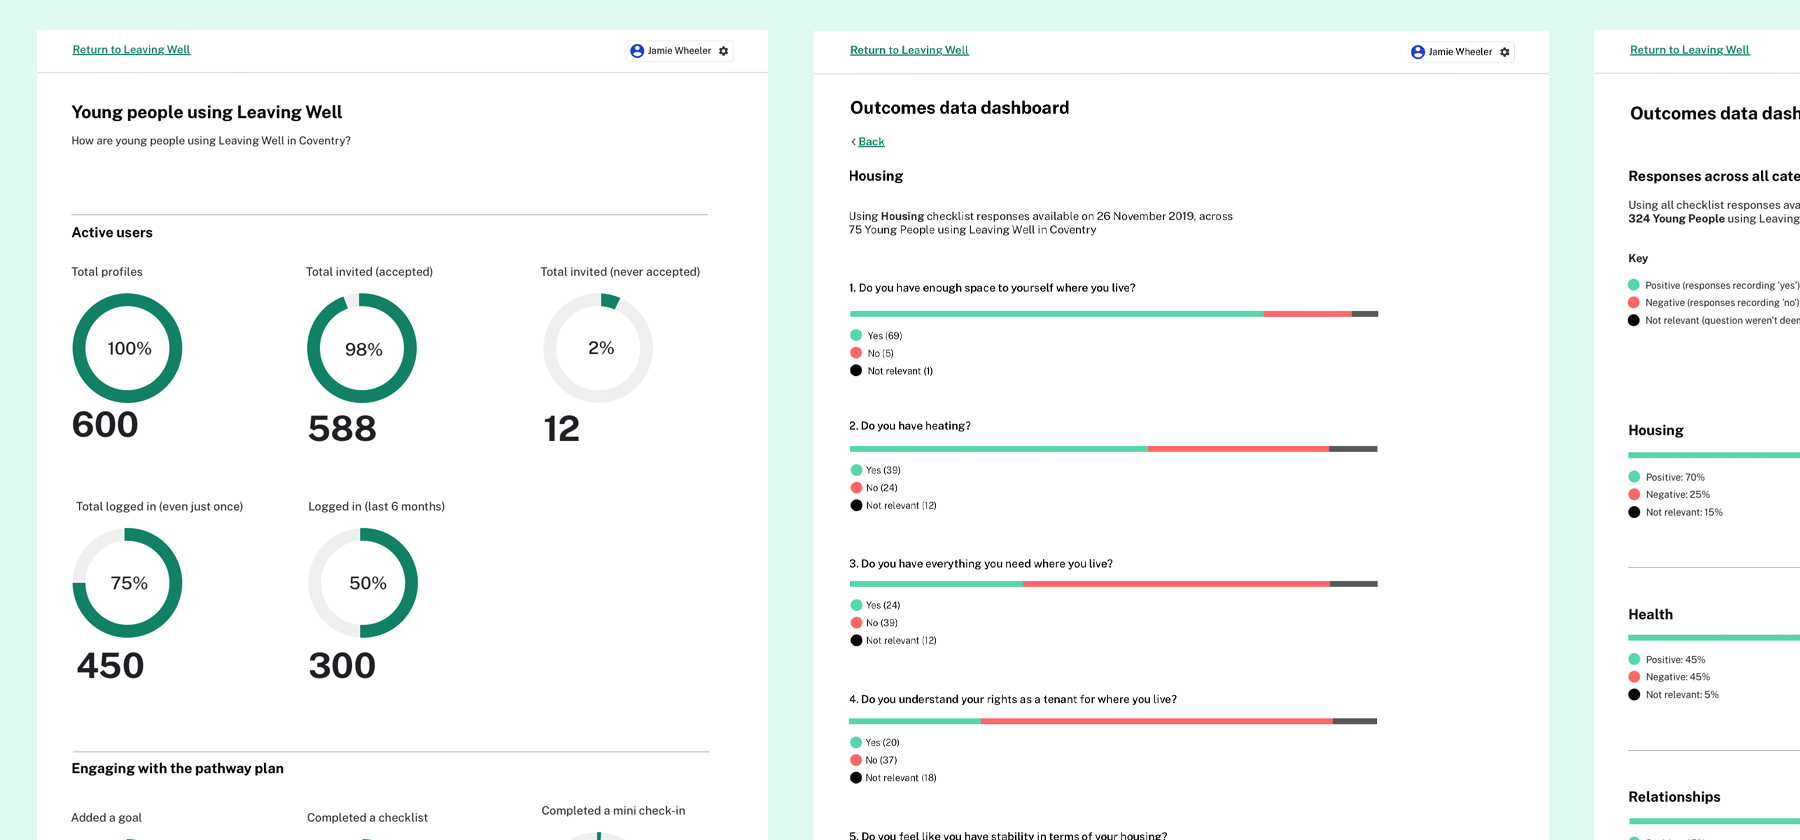 Return to Leaving Well
Jamie Wheeler
Young people using Leaving Well
How are young people using Leaving Well in Coventry?
Active users
Total profiles
Total invited (accepted)
Total invited (never accepted)
100%
98%
2%
600
588
12
Total logged in (even just once)
Logged in (last 6 months)
75%
50%
450
300
Engaging with the pathway plan
Added a goal
Completed a checklist
Completed a mini check-in
Return to Leaving Well
Jamie Wheeler
Outcomes data dashboard
< Back
Housing
Using Housing checklist responses available on 26 November 2019, across
75 Young People using Leaving Well in Coventry
1. Do you have enough space to yourself where you live?
Yes (69)
No (5)
Not relevant (1)
2. Do you have heating?
Yes (39)
No (24)
Not relevant (12)
3. Do you have everything you need where you live?
Yes (24)
No (39)
Not relevant (12)
4. Do you understand your rights as a tenant for where you live?
Yes (20)
No (37)
Not relevant (18)
5. Do you feel like you have stability in terms of your housing?
Return to Leaving Well
Outcomes data dash
Responses across all cate
Using all checklist responses ava
324 Young People using Leaving
Key
Positive (responses recording 'yes')
Negative (responses recording 'no')
Not relevant (question weren't deem
Housing
Positive: 70%
Negative: 25%
Not relevant: 15%
Health
Positive: 45%
Negative: 45%
Not relevant: 5%
Relationships